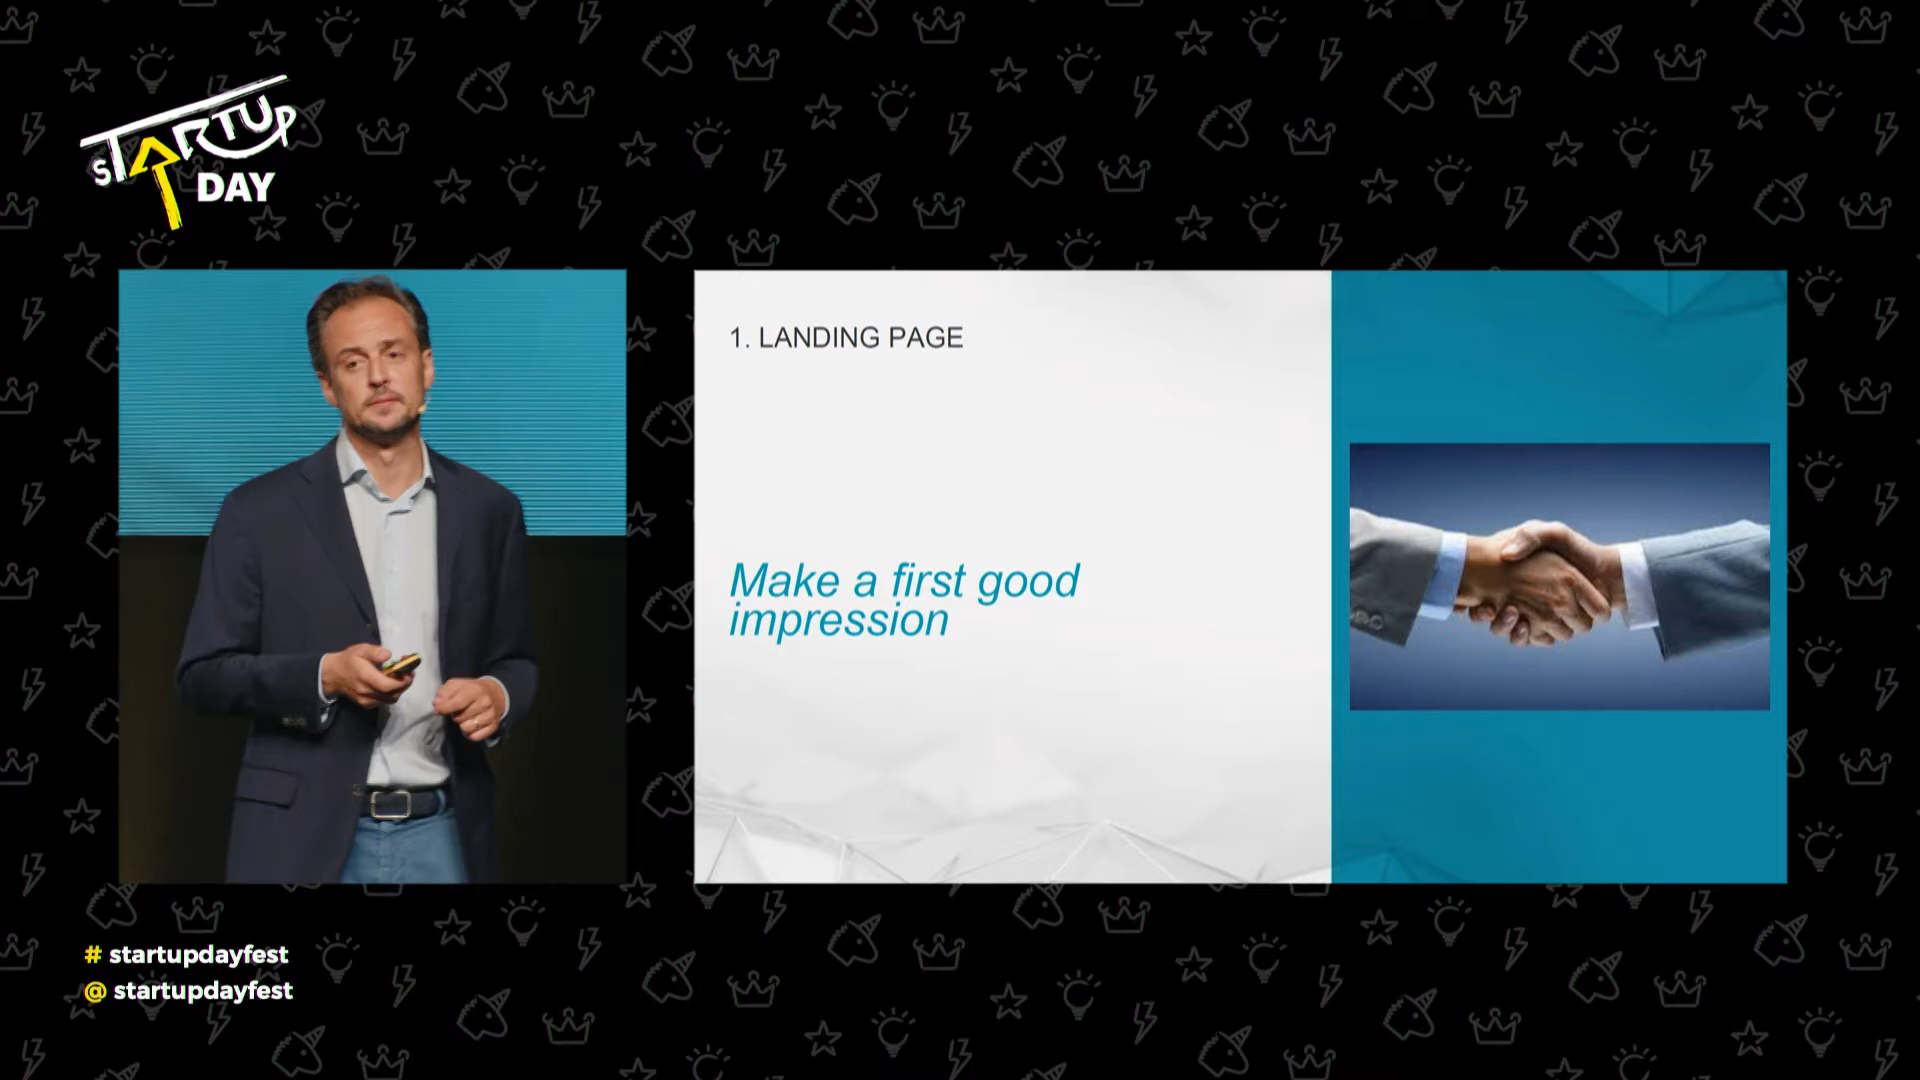 STARTUP
DAY
1. LANDING PAGE
Make a first good
impression
# startupdayfest
@ startupdayfest